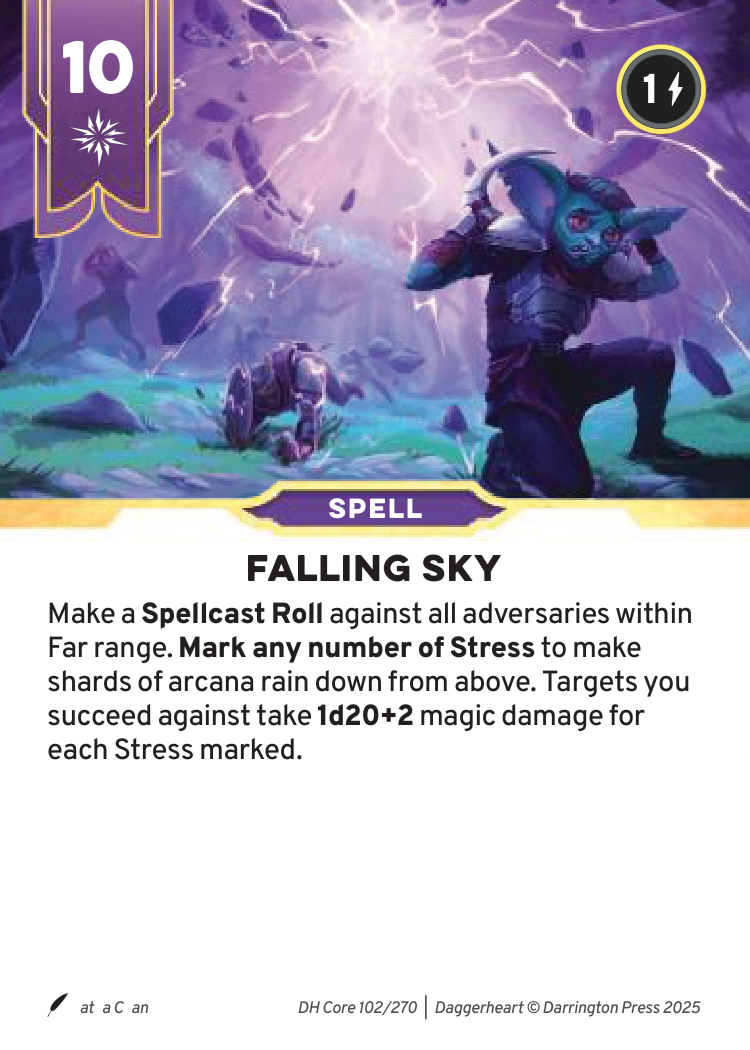 10
1
SPELL
FALLING SKY
Make a Spellcast Roll against all adversaries within
Far range. Mark any number of Stress to make
shards of arcana rain down from above. Targets you
succeed against take 1d20+2 magic damage for
each Stress marked.
at a C an
DH Core 102/270 | Daggerheart © Darrington Press 2025